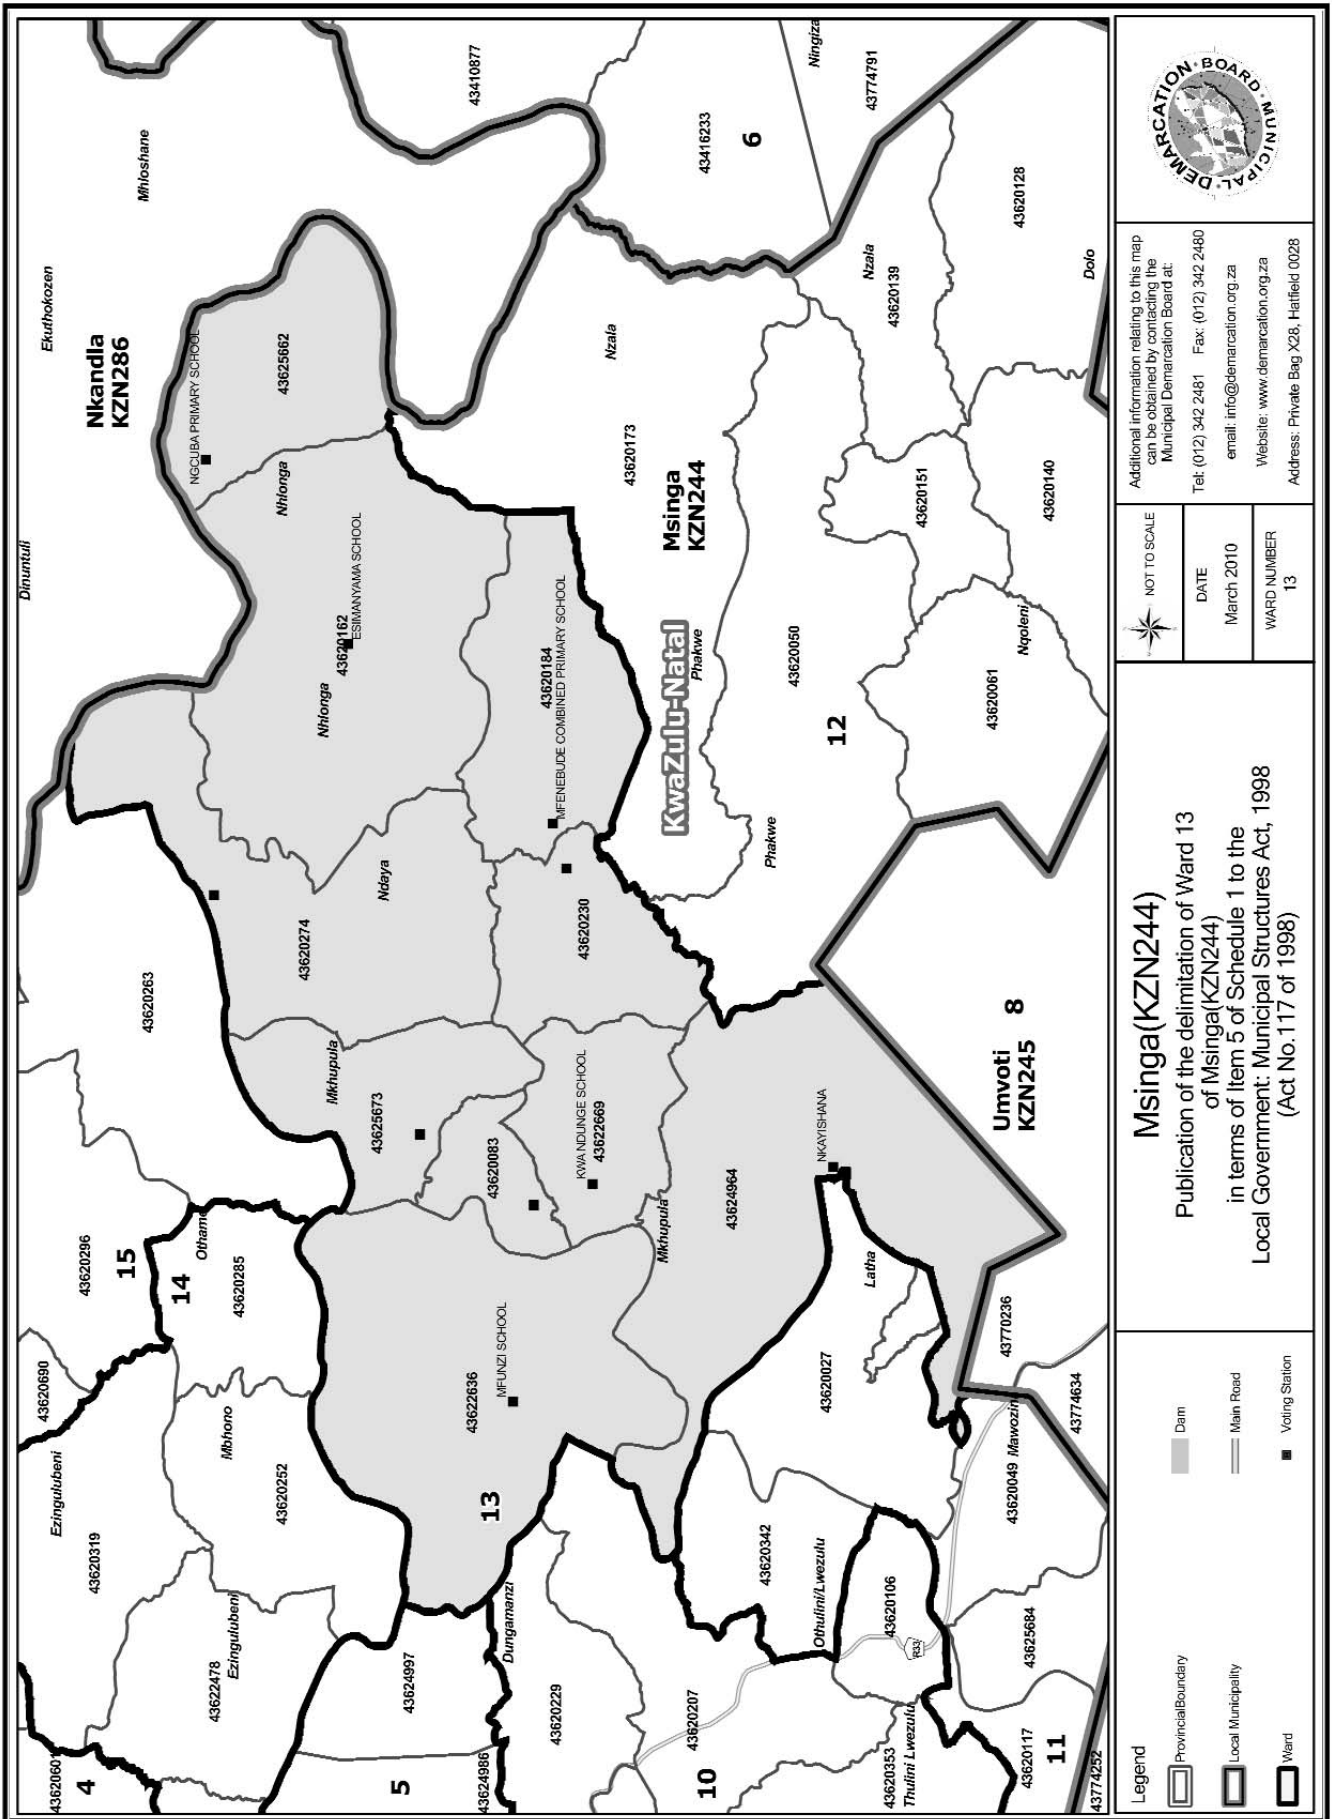 Ekuthokozen
Mhloshane
Dinuntuli
Nkandla
KZN286
NGCUBA PRIMARY SCHOOL
43625662
43410877
43416233
6
Ningiza
43774791
Nhlonga
ESIMANYAMA SCHOOL
43620162
Nhlonga
43620184
MFENEBUDE COMBINED PRIMARY SCHOOL
Nzala
43620173
Msinga
KZN244
KwaZulu-Natal
Phakwe
43620050
12
Phakwe
Nzala
43620139
43620128
Dolo
43620151
43620140
43620061
Nqoleni
43620263
43620274
Ndaya
43620230
Mkhupula
43625673
43620083
KWA NDUNGE SCHOOL
43622669
Mkhupula
43624964
NKAYISHANA
Umvoti
KZN245
8
43620296
15
14
Othame
43620285
43620690
Ezingulubeni
43620319
Mbhono
43620252
43622636
MFUNZI SCHOOL
13
Latha
43620027
43770236
43774634
Mawozini
43620049
43622478
Ezingulubeni
43620601
4
5
43624997
43624986
Dungamanzi
43620229
43620207
10
43620342
Othulini/Lwezulu
43620106
R33
43620353
Thulini Lwezulu
43625684
43620117
11
43774252
Legend
ProvincialBoundary
Local Municipality
Ward
Dam
Main Road
Voting Station
Msinga(KZN244)
Publication of the delimitation of Ward 13
of Msinga(KZN244)
in terms of Item 5 of Schedule 1 to the
Local Government: Municipal Structures Act, 1998
(Act No.117 of 1998)
NOT TO SCALE
DATE
March 2010
WARD NUMBER
13
Additional information relating to this map
can be obtained by contacting the
Municipal Demarcation Board at:
Tel: (012) 342 2481 Fax: (012) 342 2480
email: info@demarcation.org.za
Website: www.demarcation.org.za
Address: Private Bag X28, Hatfield 0028
MUNICIPAL DEMARCATION BOARD